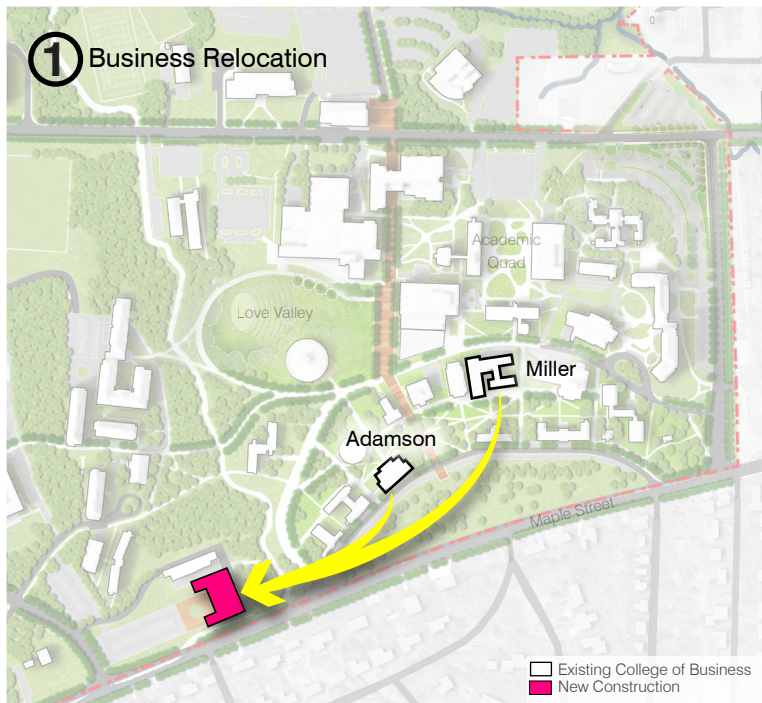 1 Business Relocation
Academic
Quad
Love Valley
Miller
Adamson
Maple Street
Existing College of Business
New Construction